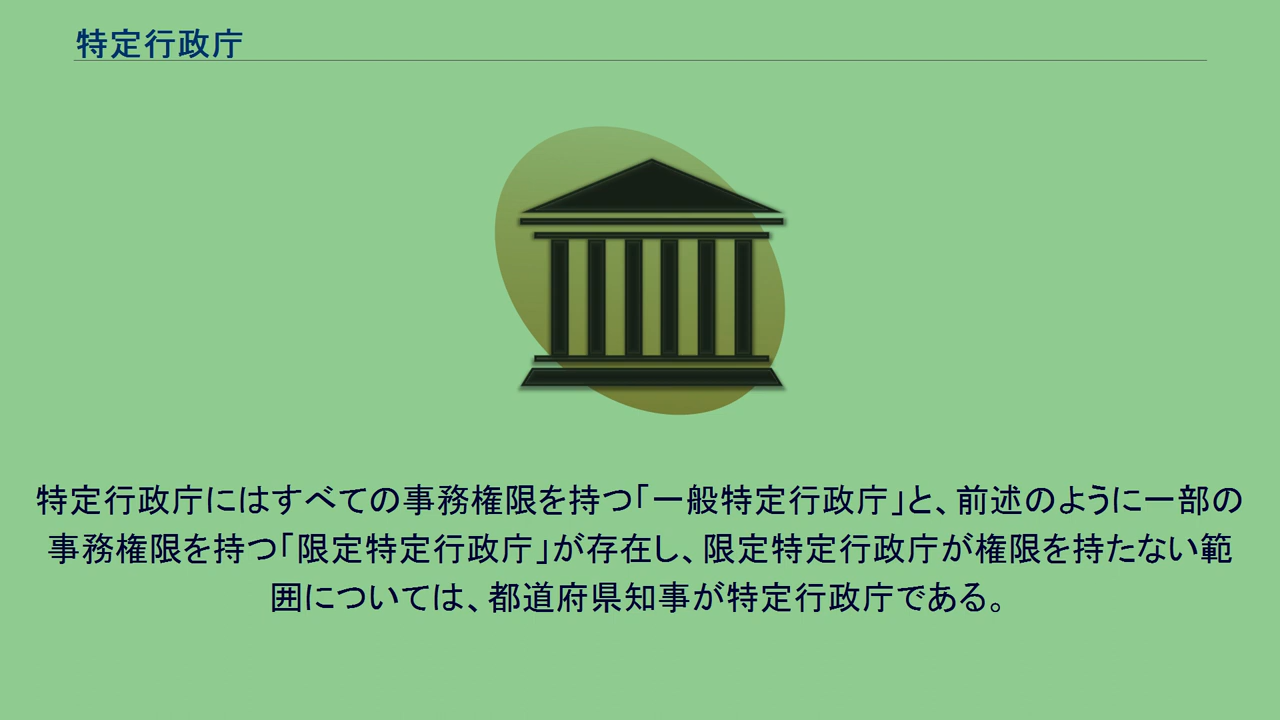 特定行政庁
特定行政庁にはすべての事務権限を持つ「一般特定行政庁」と、前述のように一部の
事務権限を持つ「限定特定行政庁」が存在し、限定特定行政庁が権限を持たない範
囲については、都道府県知事が特定行政庁である。